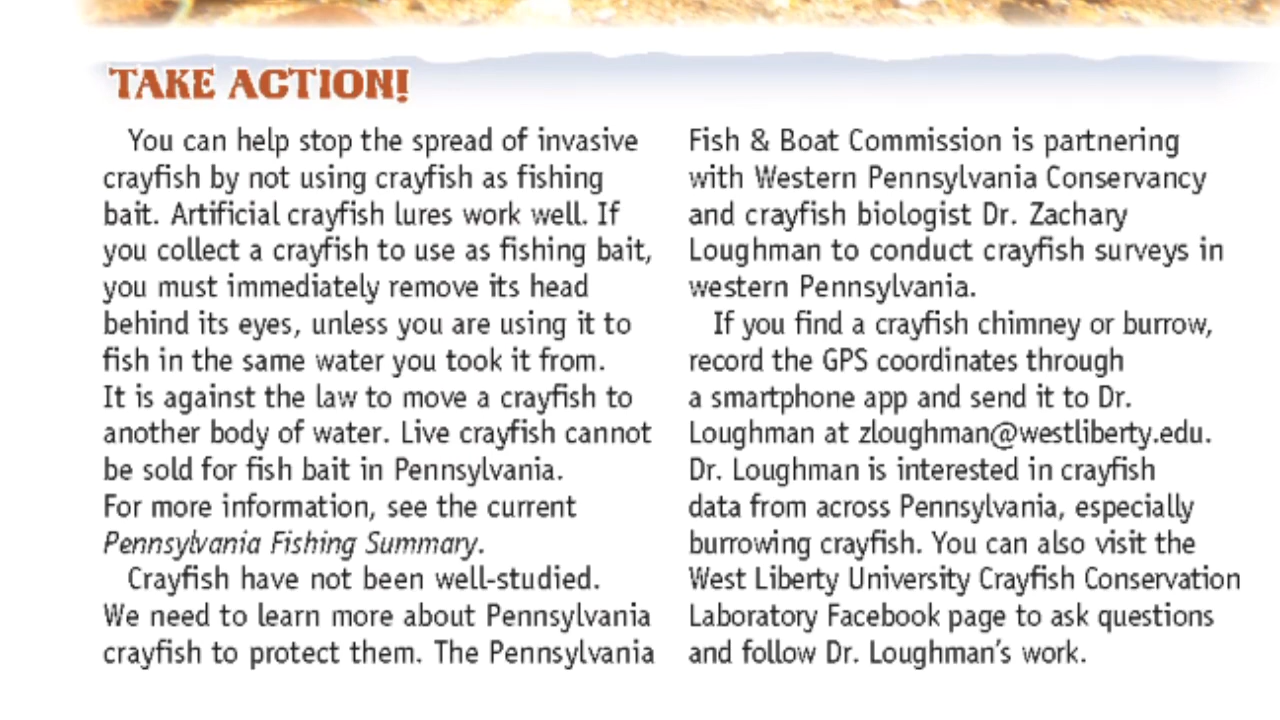 TAKE ACTION!
You can help stop the spread of invasive
crayfish by not using crayfish as fishing
bait. Artificial crayfish lures work well. If
you collect a crayfish to use as fishing bait,
you must immediately remove its head
behind its eyes, unless you are using it to
fish in the same water you took it from.
It is against the law to move a crayfish to
another body of water. Live crayfish cannot
be sold for fish bait in Pennsylvania.
For more information, see the current
Pennsylvania Fishing Summary.
Crayfish have not been well-studied.
We need to learn more about Pennsylvania
crayfish to protect them. The Pennsylvania
Fish & Boat Commission is partnering
with Western Pennsylvania Conservancy
and crayfish biologist Dr. Zachary
Loughman to conduct crayfish surveys in
western Pennsylvania.
If you find a crayfish chimney or burrow,
record the GPS coordinates through
a smartphone app and send it to Dr.
Loughman at zloughman@westliberty.edu.
Dr. Loughman is interested in crayfish
data from across Pennsylvania, especially
burrowing crayfish. You can also visit the
West Liberty University Crayfish Conservation
Laboratory Facebook page to ask questions
and follow Dr. Loughman's work.